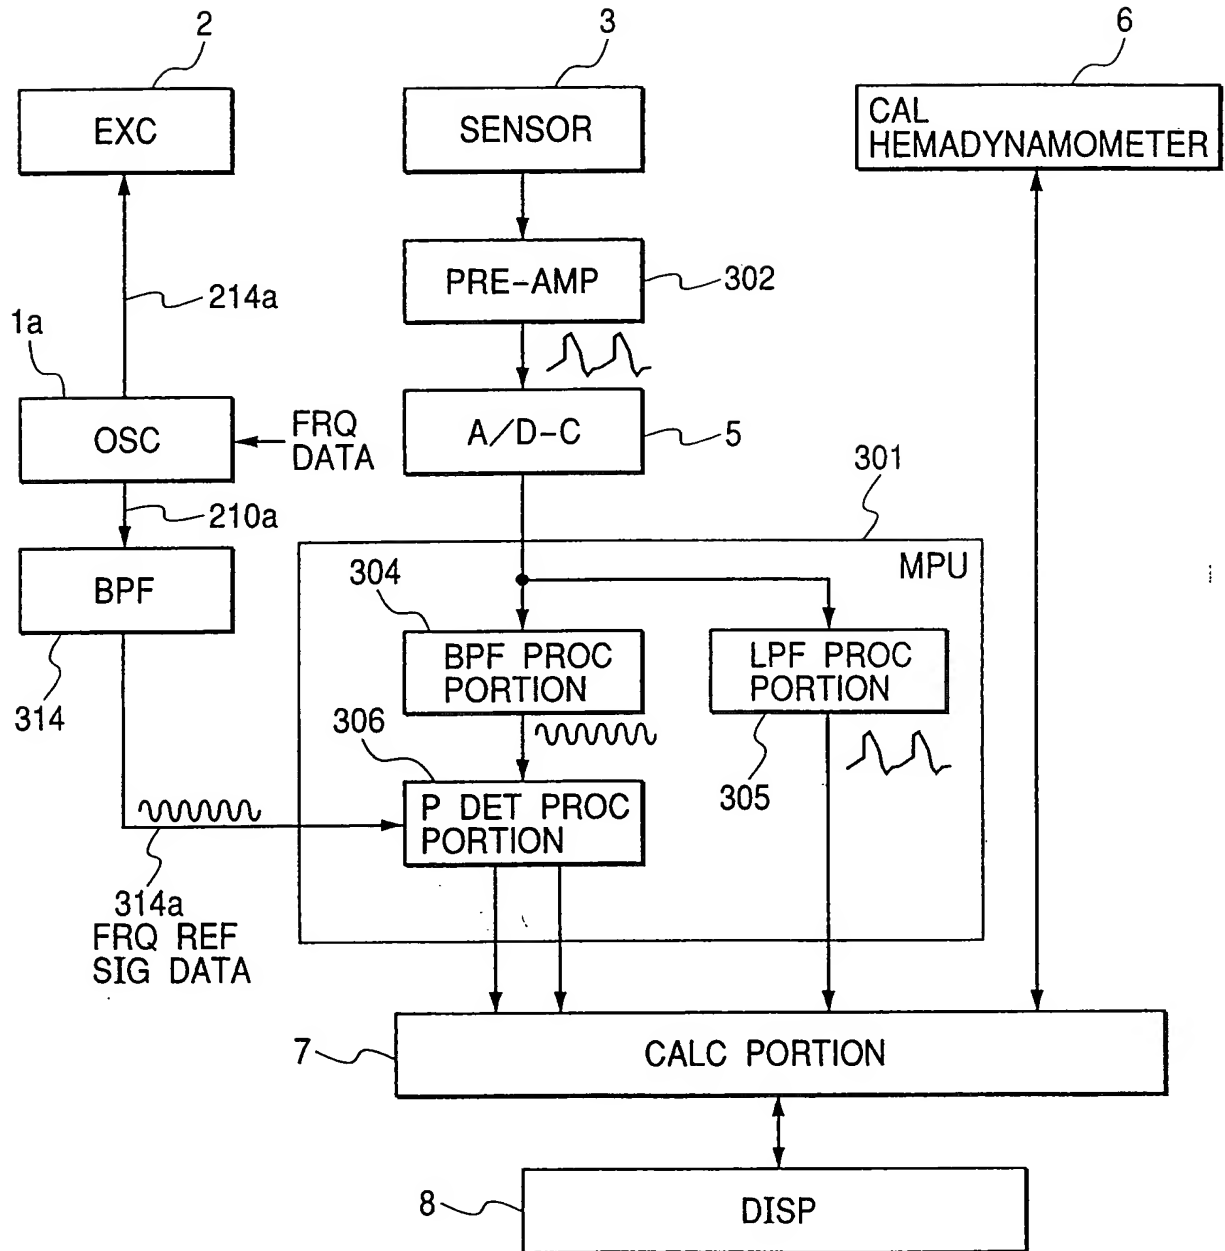 2
3
6
EXC
SENSOR
CAL
HEMADYNAMOMETER
PRE-AMP
302
214a
1a
OSC
FRQ
DATA
A/D-C
5
301
210a
BPF
MPU
304
BPF PROC
PORTION
LPF PROC
PORTION
314
306
305
P DET PROC
PORTION
314a
FRQ REF
SIG DATA
7
CALC PORTION
8
DISP